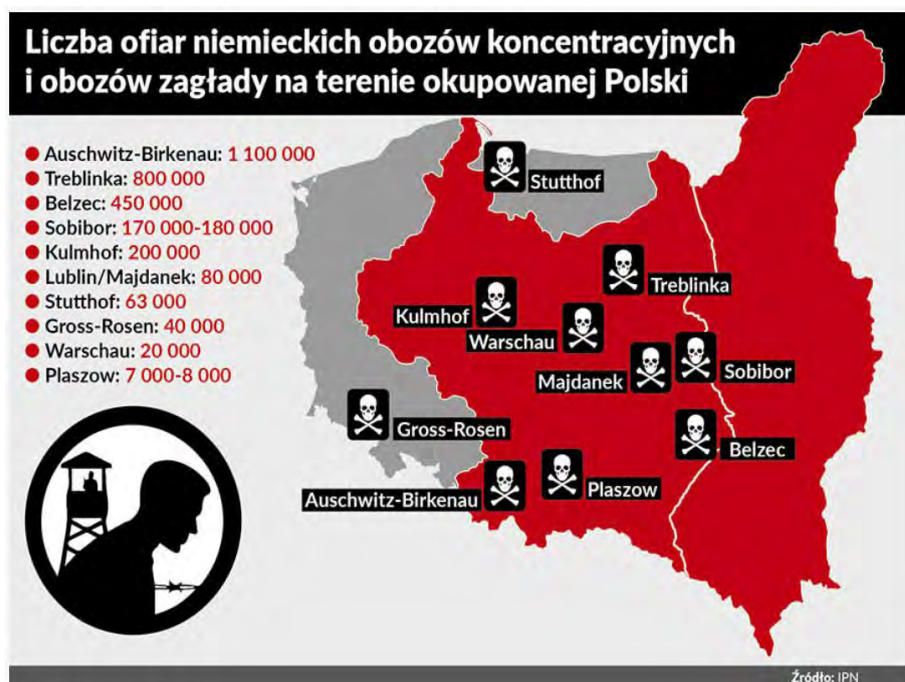 Liczba ofiar niemieckich obozów koncentracyjnych
i obozów zagłady na terenie okupowanej Polski
Auschwitz-Birkenau: 1 100 000
Treblinka: 800 000
Belzec: 450 000
Sobibor: 170 000-180 000
Kulmhof: 200 000
Lublin/Majdanek: 80 000
Stutthof: 63 000
Gross-Rosen: 40 000
Warschau: 20 000
Plaszow: 7 000-8 000
Stutthof
Treblinka
Kulmhof
Warschau
Majdanek
Sobibor
Gross-Rosen
Belzec
Auschwitz-Birkenau
Plaszow
Źródło: IPN